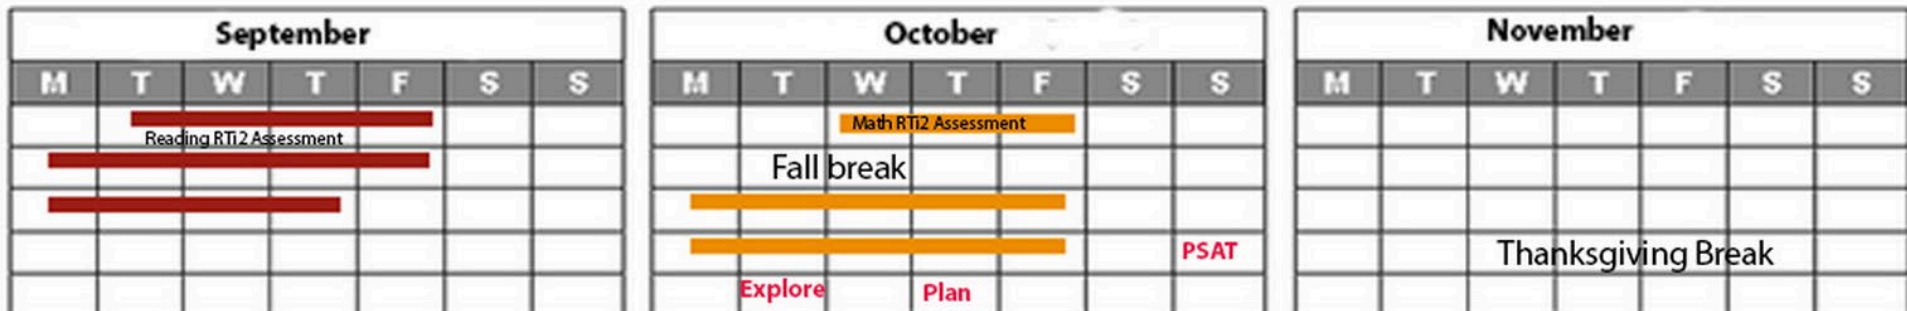 September
M T W T F S S
Reading RTi2 Assessment
October
M T W T F S S
Math RTi2 Assessment
Fall break
PSAT
Explore Plan
November
M T W T F S S
Thanksgiving Break